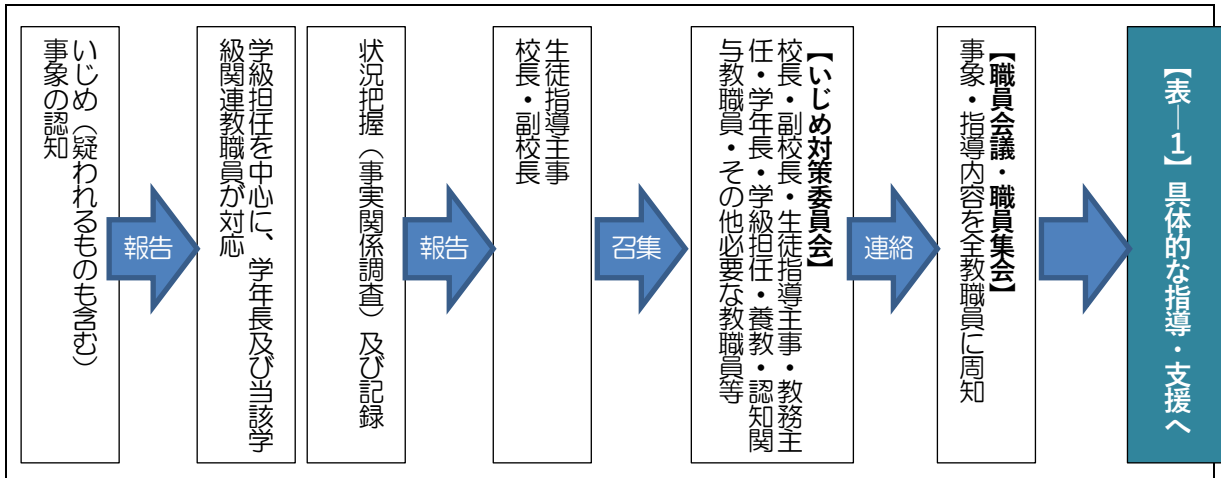 いじめ（疑われるものも含む）
事象の認知
報告
学級担任を中心に、学年長及び当該学
級関連教職員が対応
状況把握（事実関係調査）及び記録
報告
生徒指導主事
校長・副校長
召集
【いじめ対策委員会】
校長・副校長・生徒指導主事・教務主
任・学年長・学級担任・養教・認知関
与教職員・その他必要な教職員等
連絡
【職員会議・職員集会】
事象・指導内容を全教職員に周知
【表―1】具体的な指導・支援へ